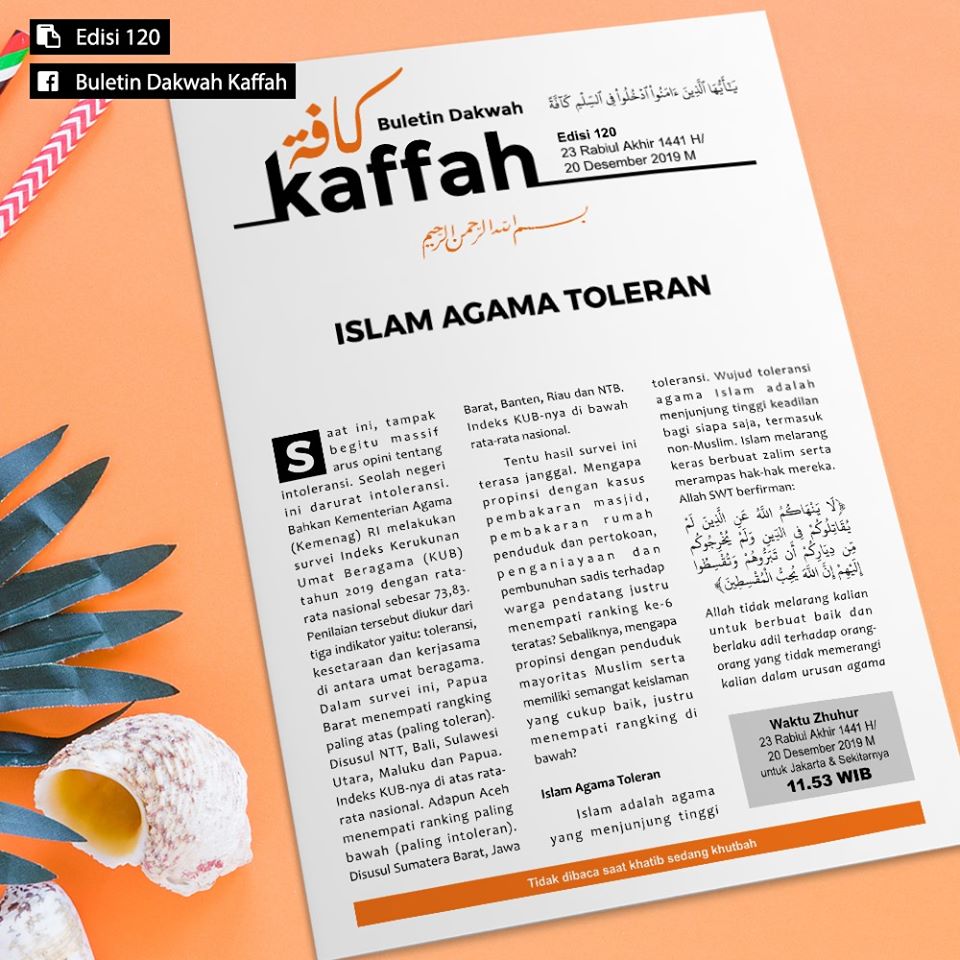 Edisi 120
Buletin Dakwah Kaffah
كافة
Buletin Dakwah
kaffah
يَـٰٓأَيُّهَا ٱلَّذِينَ ءَامَنُوا۟ ٱدْخُلُوا۟ فِى ٱلسِّلْمِ كَآفَّةً
Edisi 120
23 Rabiul Akhir 1441 H/
20 Desember 2019 M
بسم الله الرحمن الرحيم
ISLAM AGAMA TOLERAN
Saat ini, tampak
begitu massif
arus opini tentang
intoleransi. Seolah negeri
ini darurat intoleransi.
Bahkan Kementerian Agama
(Kemenag) RI melakukan
survei Indeks Kerukunan
Umat Beragama (KUB)
tahun 2019 dengan rata-
rata nasional sebesar 73,83.
Penilaian tersebut diukur dari
tiga indikator yaitu: toleransi,
kesetaraan dan kerjasama
di antara umat beragama.
Dalam survei ini, Papua
Barat menempati rangking
paling atas (paling toleran).
Disusul NTT, Bali, Sulawesi
Utara, Maluku dan Papua.
Indeks KUB-nya di atas rata-
rata nasional. Adapun Aceh
menempati ranking paling
bawah (paling intoleran).
Disusul Sumatera Barat, Jawa
Barat, Banten, Riau dan NTB.
Indeks KUB-nya di bawah
rata-rata nasional.
Tentu hasil survei ini
terasa janggal. Mengapa
propinsi dengan kasus
pembakaran masjid,
pembakaran rumah
penduduk dan pertokoan,
penganiayaan dan
pembunuhan sadis terhadap
warga pendatang justru
menempati ranking ke-6
teratas? Sebaliknya, mengapa
propinsi dengan penduduk
mayoritas Muslim serta
memiliki semangat keislaman
yang cukup baik, justru
menempati rangking di
bawah?
Islam Agama Toleran
Islam adalah agama
yang menjunjung tinggi
toleransi. Wujud toleransi
agama Islam adalah
menjunjung tinggi keadilan
bagi siapa saja, termasuk
non-Muslim. Islam melarang
keras berbuat zalim serta
merampas hak-hak mereka.
Allah SWT berfirman:
﴿لَا يَنْهَاكُمُ اللَّهُ عَنِ الَّذِينَ لَمْ
يُقَاتِلُوكُمْ فِي الدِّينِ وَلَمْ يُخْرِجُوكُمْ
مِنْ دِيَارِكُمْ أَنْ تَبَرُّوهُمْ وَتُقْسِطُوا
إِلَيْهِمْ إِنَّ اللَّهَ يُحِبُّ الْمُقْسِطِينَ﴾
Allah tidak melarang kalian
untuk berbuat baik dan
berlaku adil terhadap orang-
orang yang tidak memerangi
kalian dalam urusan agama
Waktu Zhuhur
23 Rabiul Akhir 1441 H/
20 Desember 2019 M
untuk Jakarta & Sekitarnya
11.53 WIB
Tidak dibaca saat khatib sedang khutbah